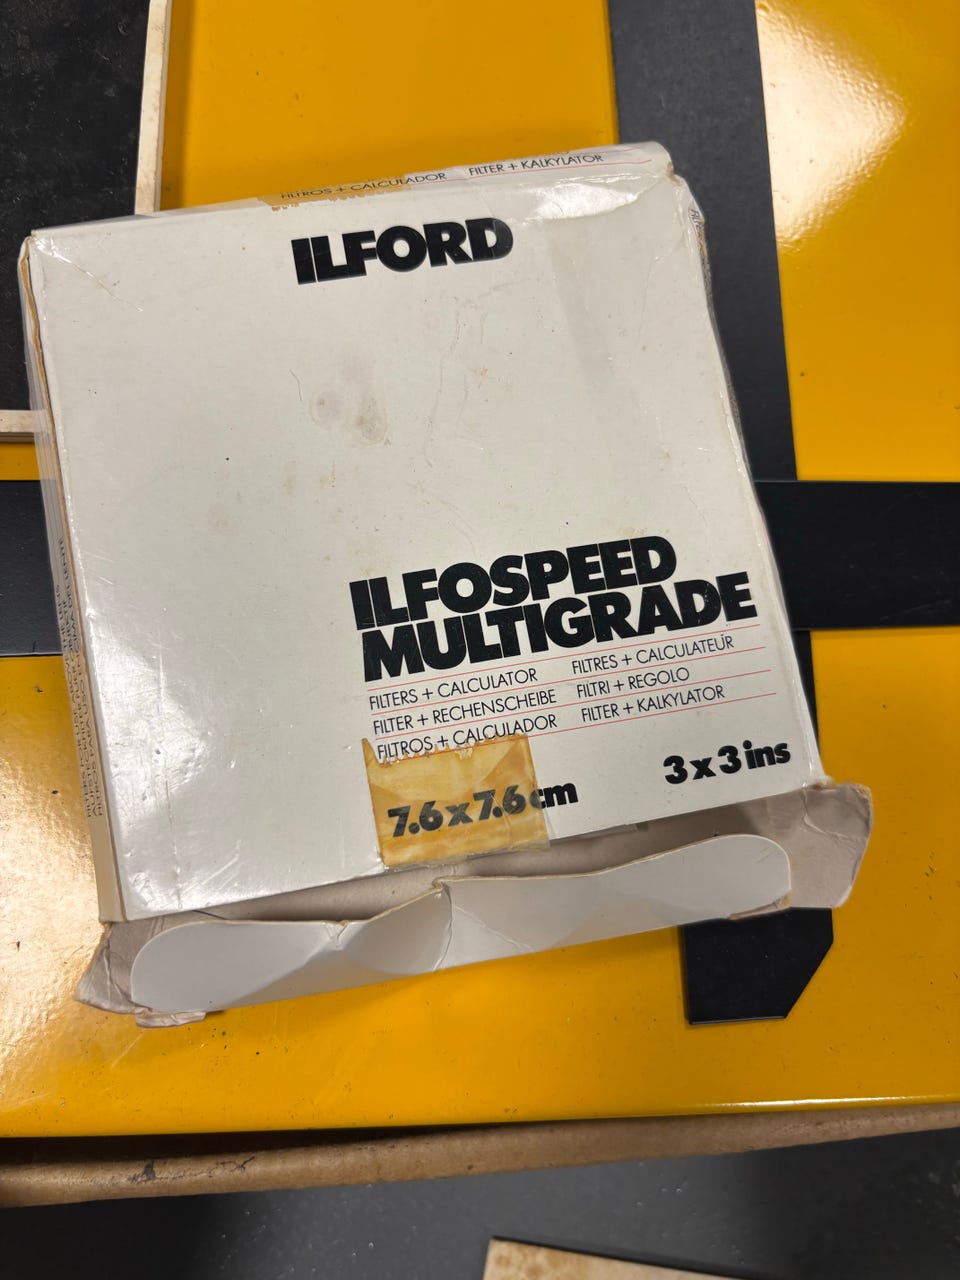 FILTROS + CALCULADOR FILTER + KALKYLATOR
ILFORD
ILFOSPEED
MULTIGRADE
FILTERS + CALCULATOR FILTRES + CALCULATEUR
FILTER + RECHENSCHEIBE FILTRI + REGOLO
FILTROS + CALCULADOR FILTER + KALKYLATOR
7.6 x 7.6 cm 3 x 3 ins